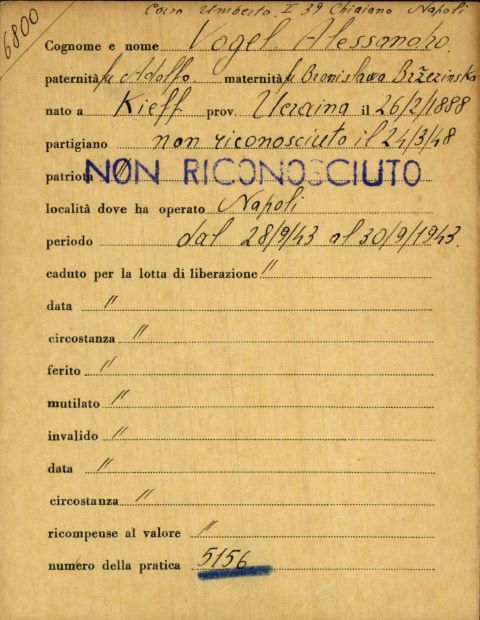 6800
Corso Umberto I 39 Chiaiano Napoli
Cognome e nome Vogel Alessandro
paternità fu Adolfo maternità fu Bronislawa Bržezinska
nato a Kieff prov. Ucraina il 26/2/1888
partigiano non riconosciuto il 24/3/48
patriota " NON RICONOSCIUTO
località dove ha operato Napoli
periodo dal 28/9/43 al 30/9/1943.
caduto per la lotta di liberazione "
data "
circostanza "
ferito "
mutilato "
invalido "
data "
circostanza "
ricompense al valore "
numero della pratica 5156